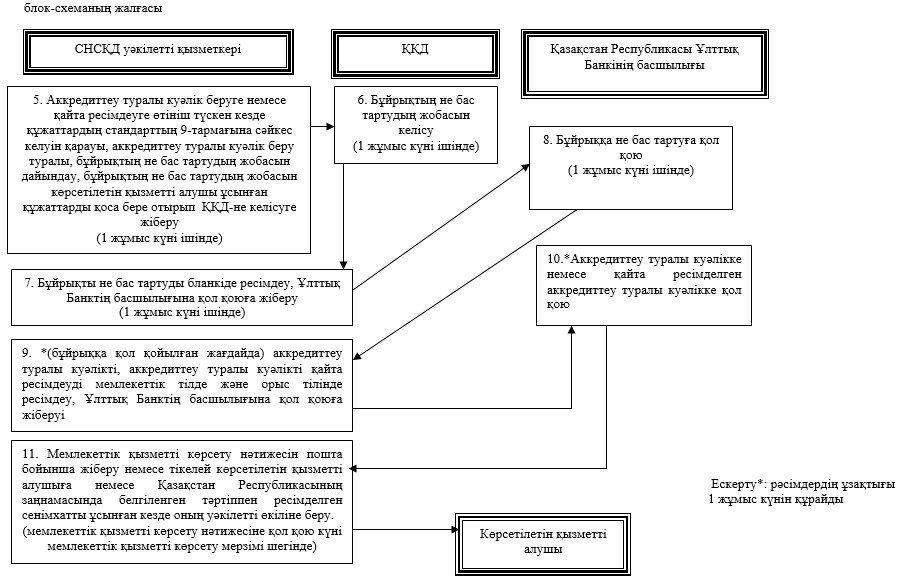 блок-схеманың жалғасы
СНСҚД уәкілетті қызметкері
ҚҚД
Қазақстан Республикасы Ұлттық
Банкінің басшылығы
5. Аккредиттеу туралы куәлік беруге немесе
қайта ресімдеуге өтініш түскен кезде
құжаттардың стандарттың 9-тармағына сәйкес
келуін қарауы, аккредиттеу туралы куәлік беру
туралы, бұйрықтың не бас тартудың жобасын
дайындау, бұйрықтың не бас тартудың жобасын
көрсетілетін қызметті алушы ұсынған
құжаттарды қоса бере отырып ҚҚД-не келісуге
жіберу
(1 жұмыс күні ішінде)
6. Бұйрықтың не бас
тартудың жобасын
келісу
(1 жұмыс күні ішінде)
8. Бұйрыққа не бас тартуға қол
қою
(1 жұмыс күні ішінде)
7. Бұйрықты не бас тартуды бланкіде ресімдеу, Ұлттық
Банктің басшылығына қол қоюға жіберу
(1 жұмыс күні ішінде)
10.*Аккредиттеу туралы куәлікке
немесе қайта ресімделген
аккредиттеу туралы куәлікке қол
қою
9. *(бұйрыққа қол қойылған жағдайда) аккредиттеу
туралы куәлікті, аккредиттеу туралы куәлікті қайта
ресімдеуді мемлекеттік тілде және орыс тілінде
ресімдеу, Ұлттық Банктің басшылығына қол қоюға
жіберуі
11. Мемлекеттік қызметті көрсету нәтижесін пошта
бойынша жіберу немесе тікелей көрсетілетін қызметті
алушыға немесе Қазақстан Республикасының
заңнамасында белгіленген тәртіппен ресімделген
сенімхатты ұсынған кезде оның уәкілетті өкіліне беру.
(мемлекеттік қызметті көрсету нәтижесіне қол қою күні
мемлекеттік қызметті көрсету мерзімі шегінде)
Ескерту*: рәсімдердің ұзақтығы
1 жұмыс күнін құрайды
Көрсетілетін қызметті
алушы